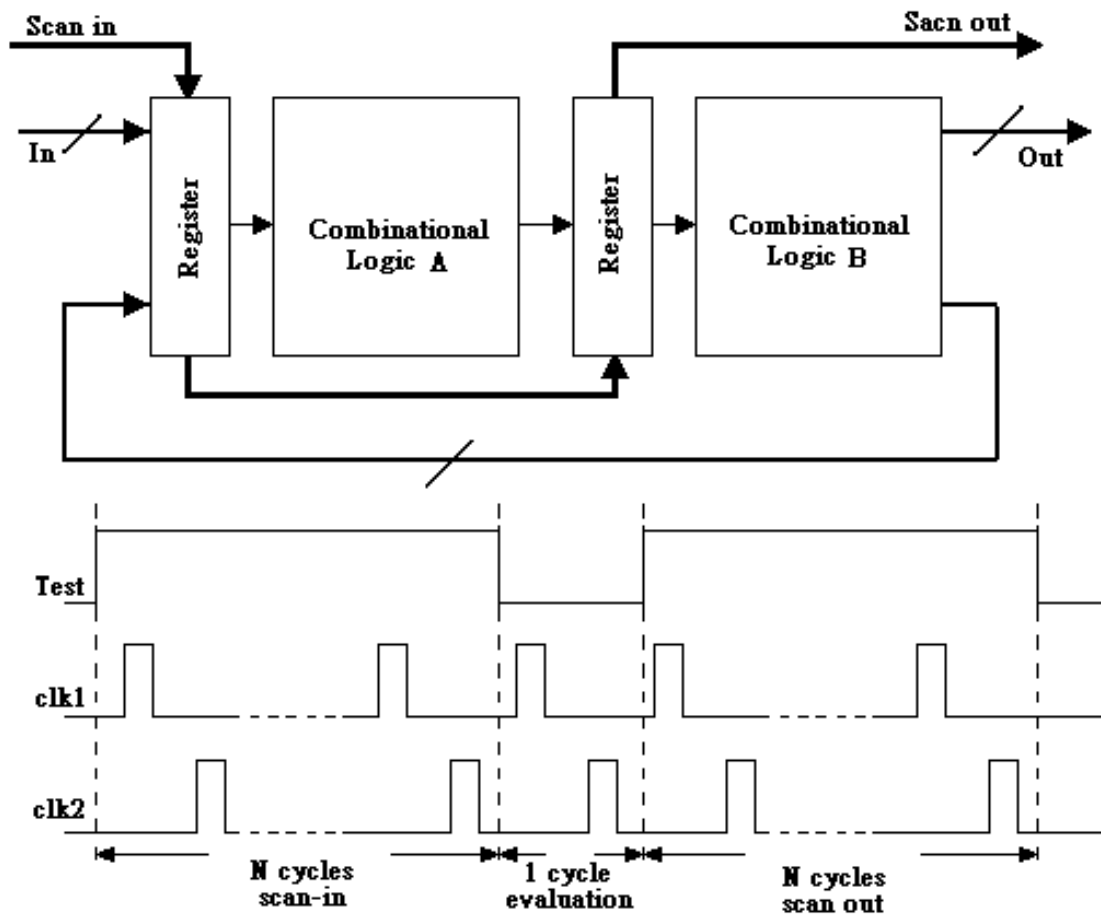 Scan in
Sacn out
In
Register
Combinational
Logic A
Register
Combinational
Logic B
Out
Test
clk1
clk2
N cycles
scan-in
1 cycle
evaluation
N cycles
scan out